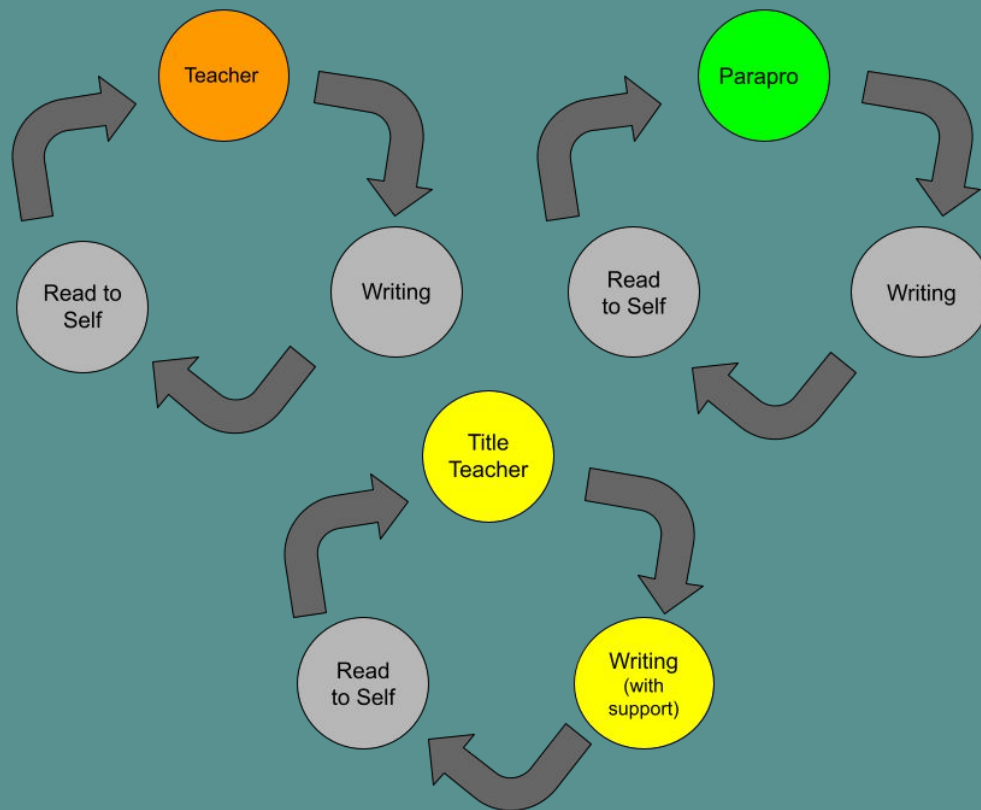 Teacher
Parapro
Read to
Self
Writing
Read
to Self
Writing
Title
Teacher
Read
to Self
Writing
(with
support)